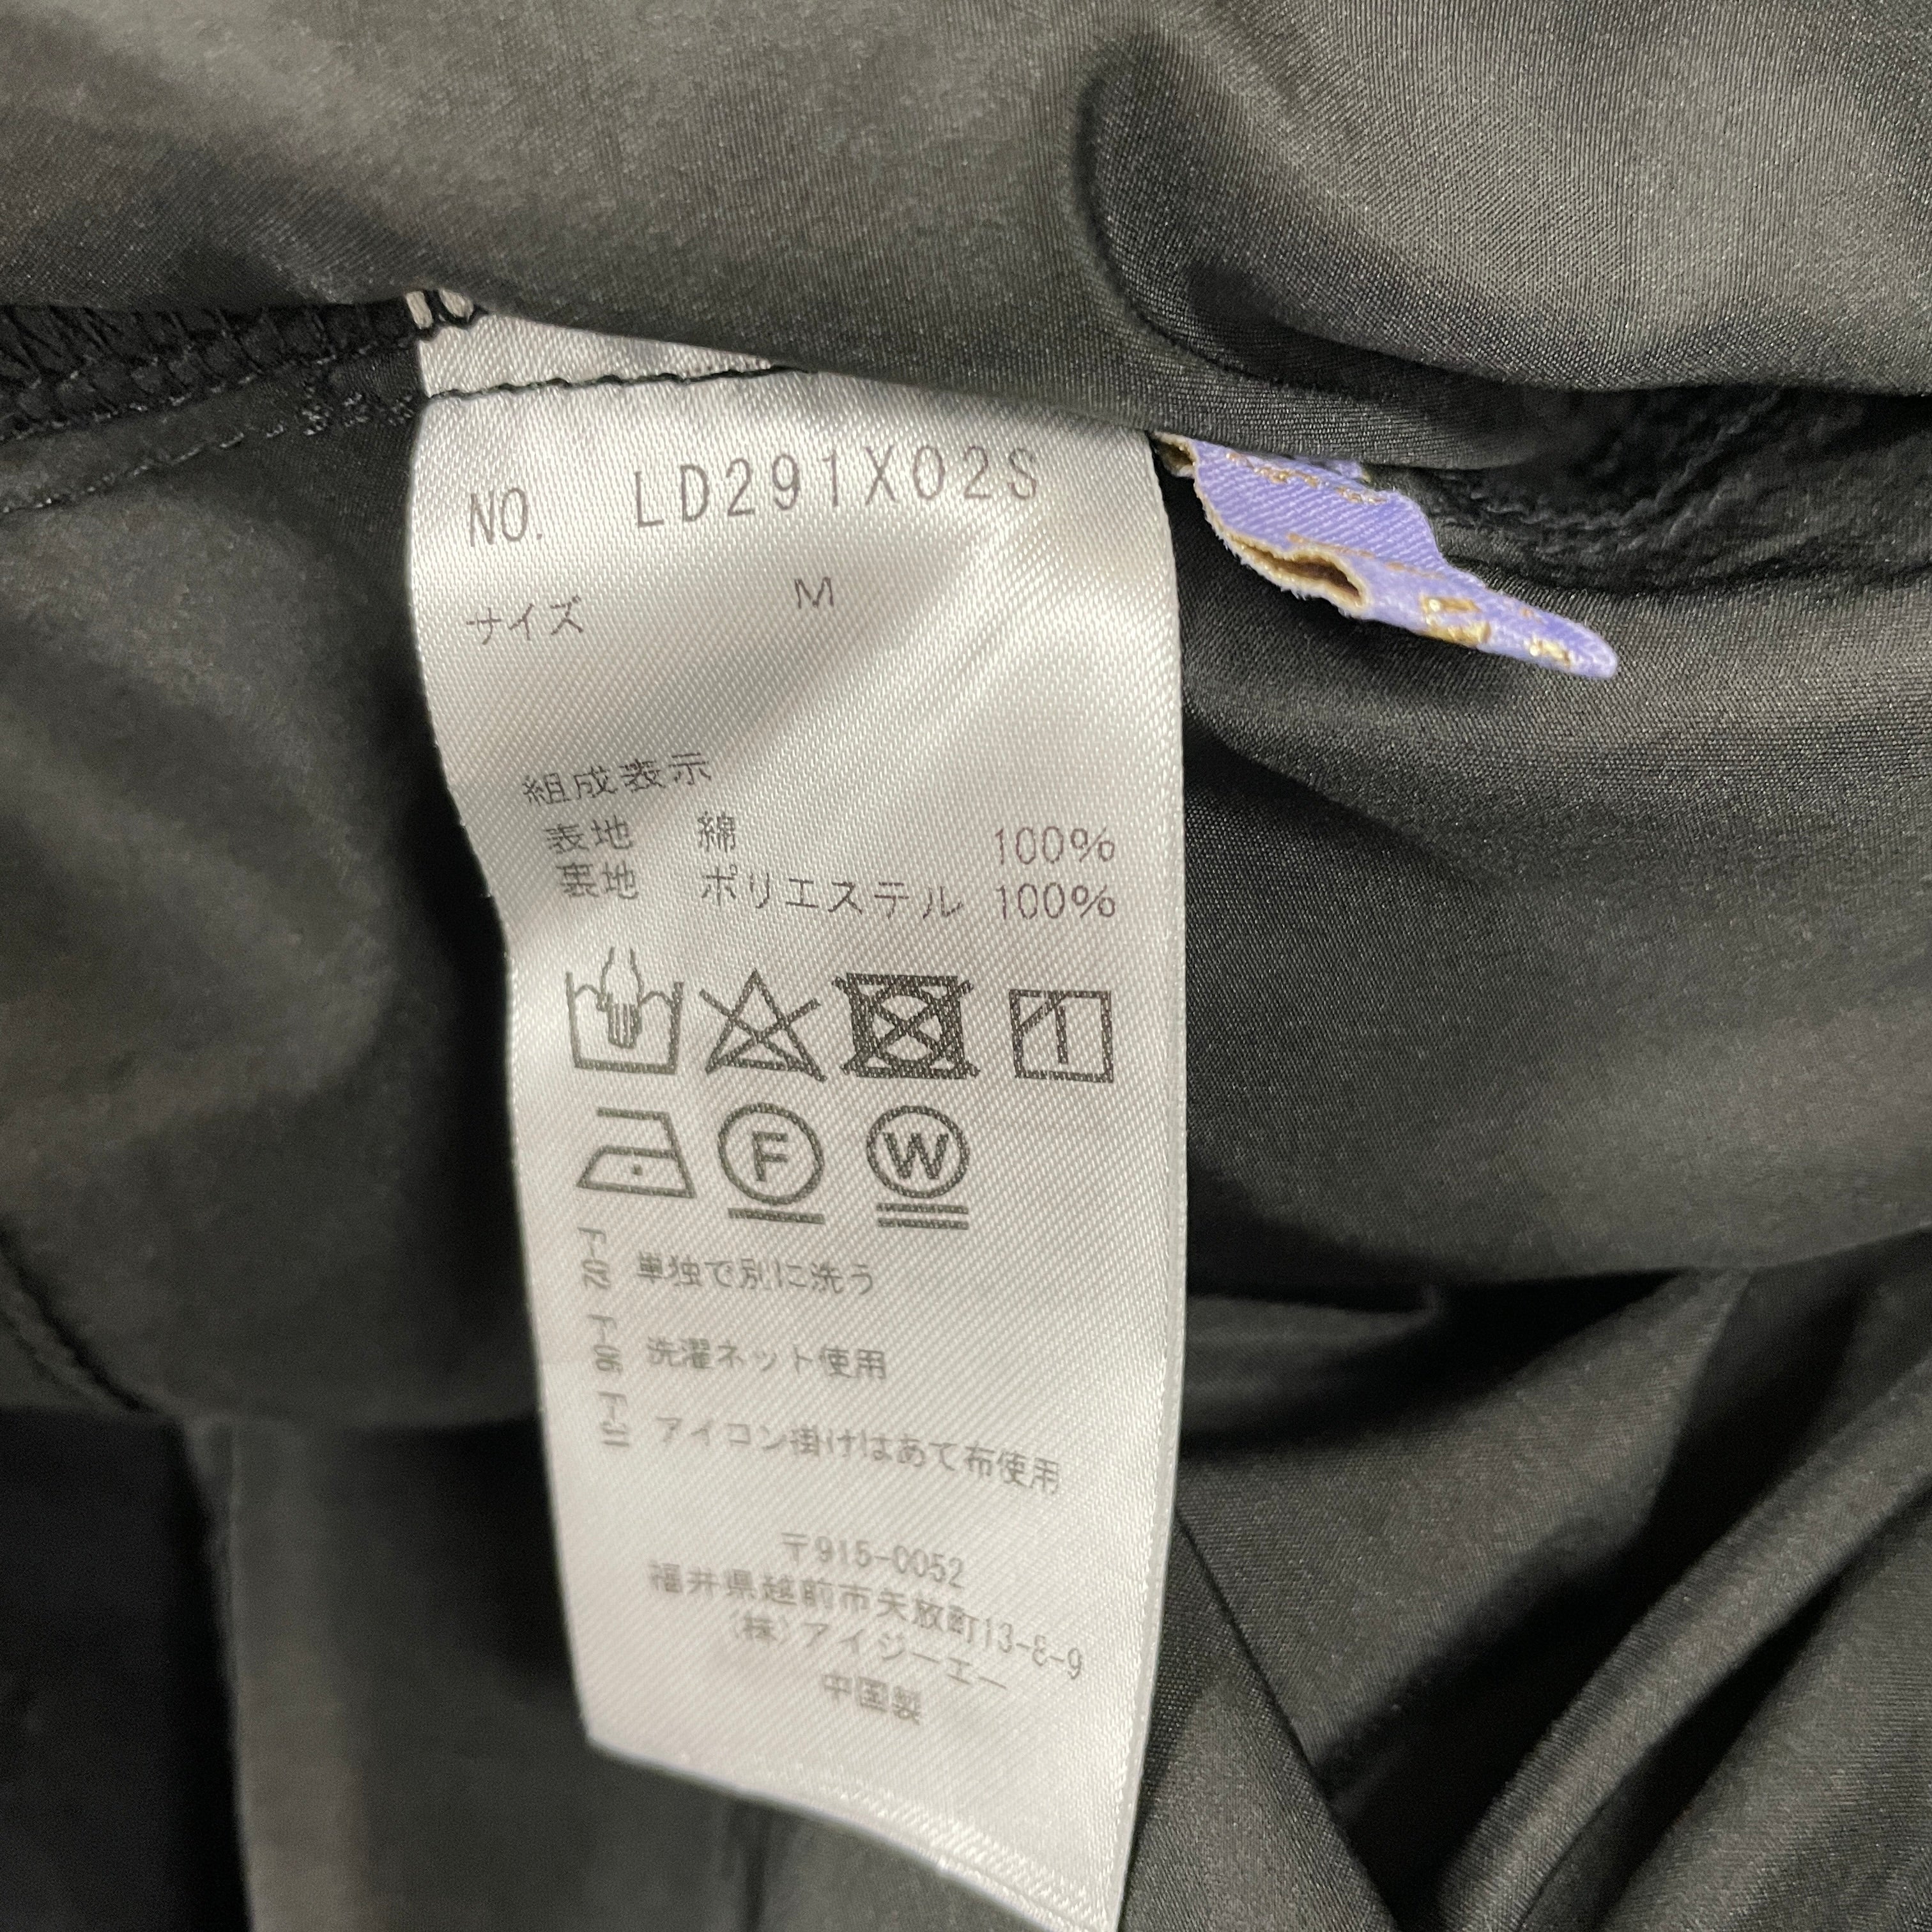 NO. LD291X02S
サイズ M
組成表示
表地 綿 100%
裏地 ポリエステル 100%
F W
T-02 単独で別に洗う
T-06 洗濯ネット使用
T-31 アイロン掛けはあて布使用
〒915-0052
福井県越前市矢放町13-8-9
(株)アイジーエー
中国製